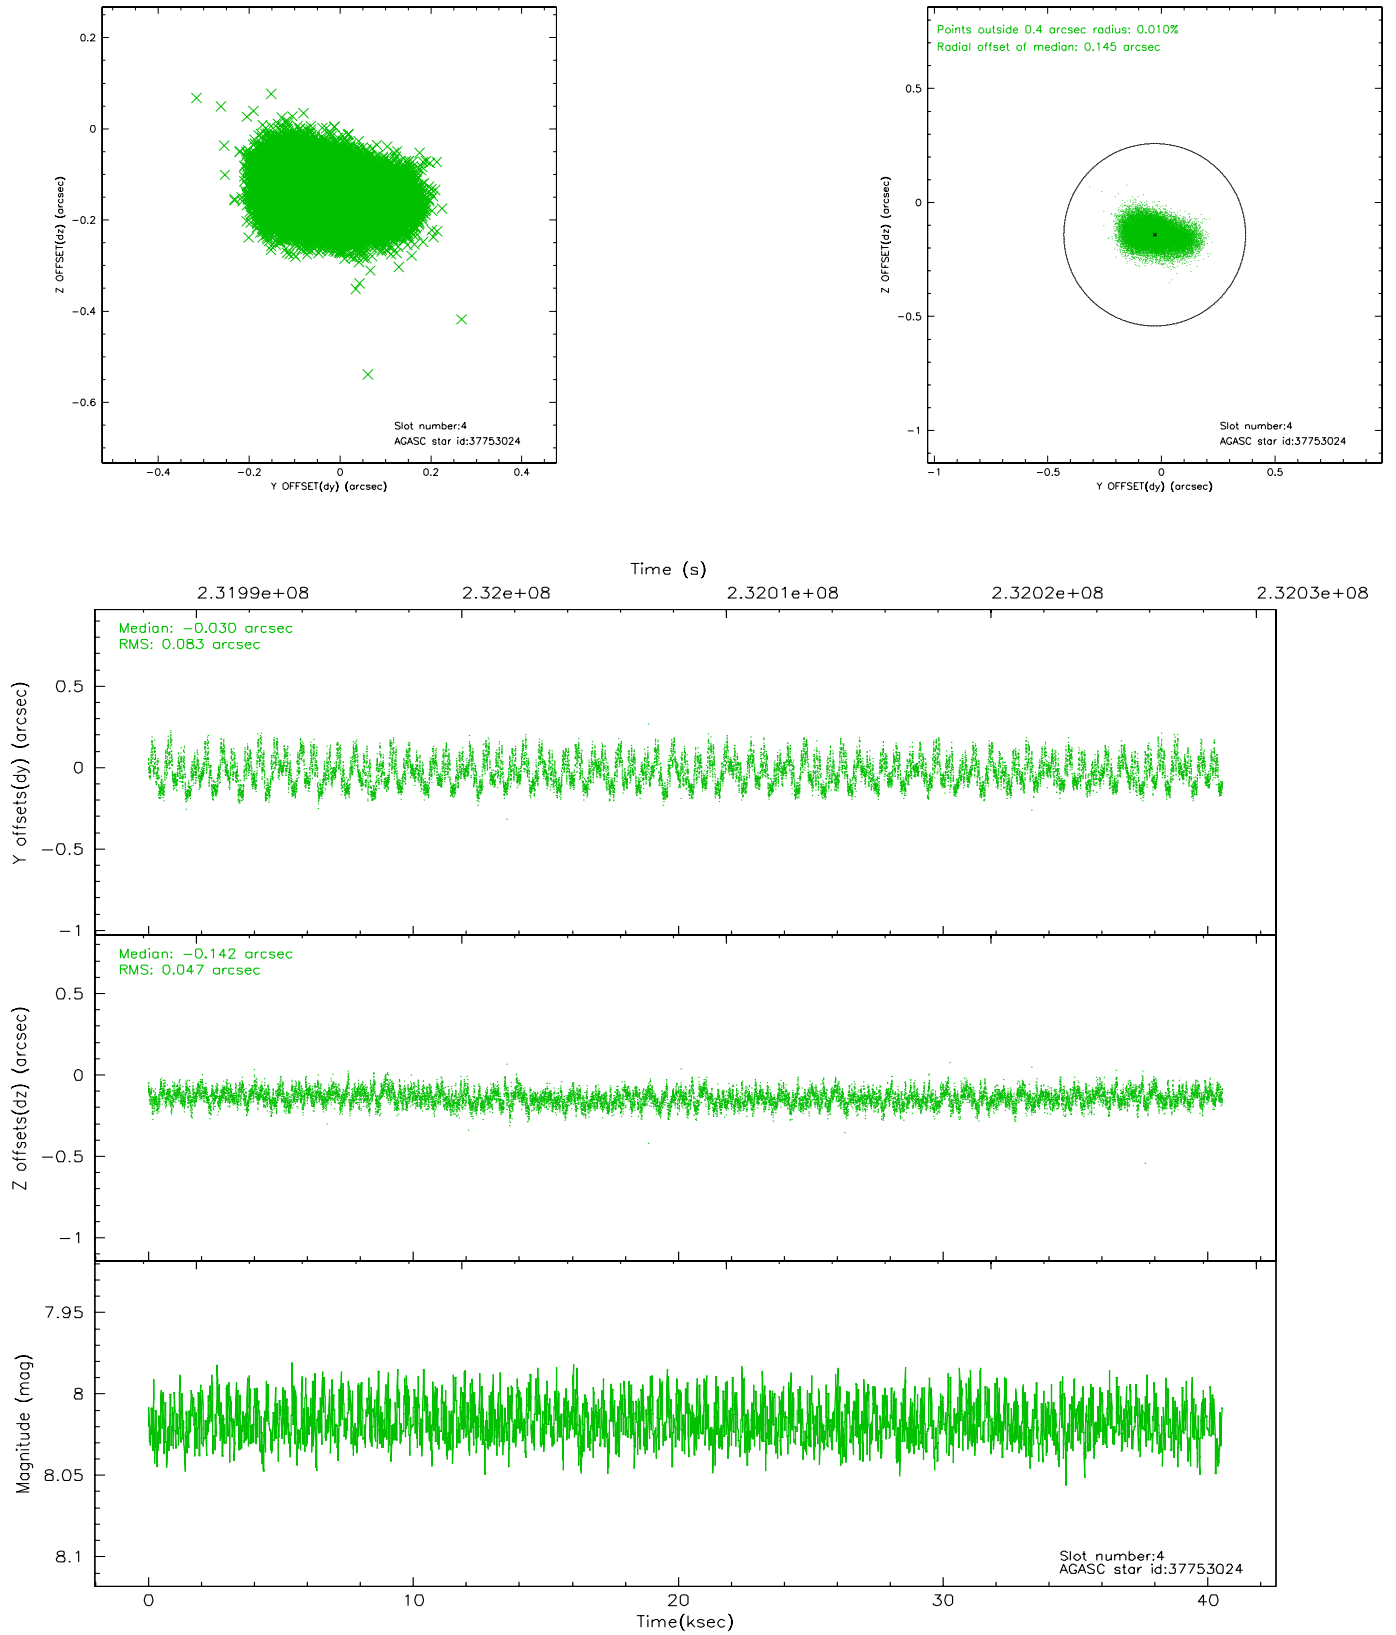 0.2
0
-0.2
-0.4
-0.6
Z OFFSET(dz) (arcsec)
Slot number:4
AGASC star id:37753024
-0.4 -0.2 0 0.2 0.4
Y OFFSET(dy) (arcsec)
Points outside 0.4 arcsec radius: 0.010%
Radial offset of median: 0.145 arcsec
0.5
0
-0.5
-1
Z OFFSET(dz) (arcsec)
Slot number:4
AGASC star id:37753024
-1 -0.5 0 0.5
Y OFFSET(dy) (arcsec)
Time (s)
2.3199e+08 2.32e+08 2.3201e+08 2.3202e+08 2.3203e+08
Median: -0.030 arcsec
RMS: 0.083 arcsec
0.5
0
-0.5
-1
Y offsets(dy) (arcsec)
Median: -0.142 arcsec
RMS: 0.047 arcsec
0.5
0
-0.5
-1
Z offsets(dz) (arcsec)
7.95
8
8.05
8.1
Magnitude (mag)
Slot number:4
AGASC star id:37753024
0 10 20 30 40
Time(ksec)